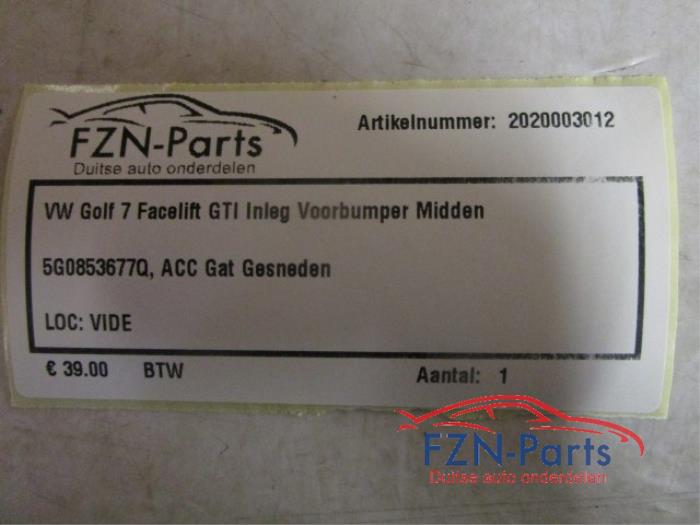 FZN-Parts
Duitse auto onderdelen
Artikelnummer: 2020003012
VW Golf 7 Facelift GTI Inleg Voorbumper Midden
5G0853677Q, ACC Gat Gesneden
LOC: VIDE
€ 39.00 BTW Aantal: 1
FZN-Parts
Duitse auto onderdelen